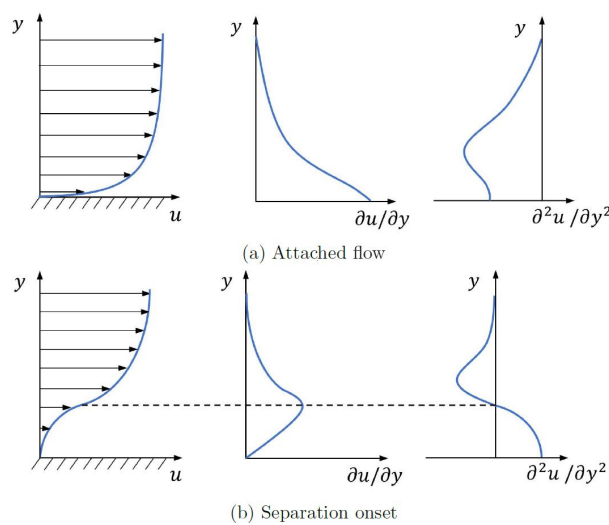 y y y
u ∂u/∂y ∂²u/∂y²
(a) Attached flow
y y y
u ∂u/∂y ∂²u/∂y²
(b) Separation onset